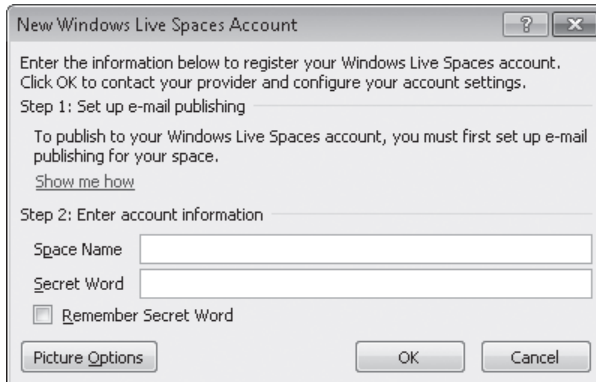 New Windows Live Spaces Account
Enter the information below to register your Windows Live Spaces account.
Click OK to contact your provider and configure your account settings.
Step 1: Set up e-mail publishing
To publish to your Windows Live Spaces account, you must first set up e-mail
publishing for your space.
Show me how
Step 2: Enter account information
Space Name
Secret Word
Remember Secret Word
Picture Options
OK
Cancel